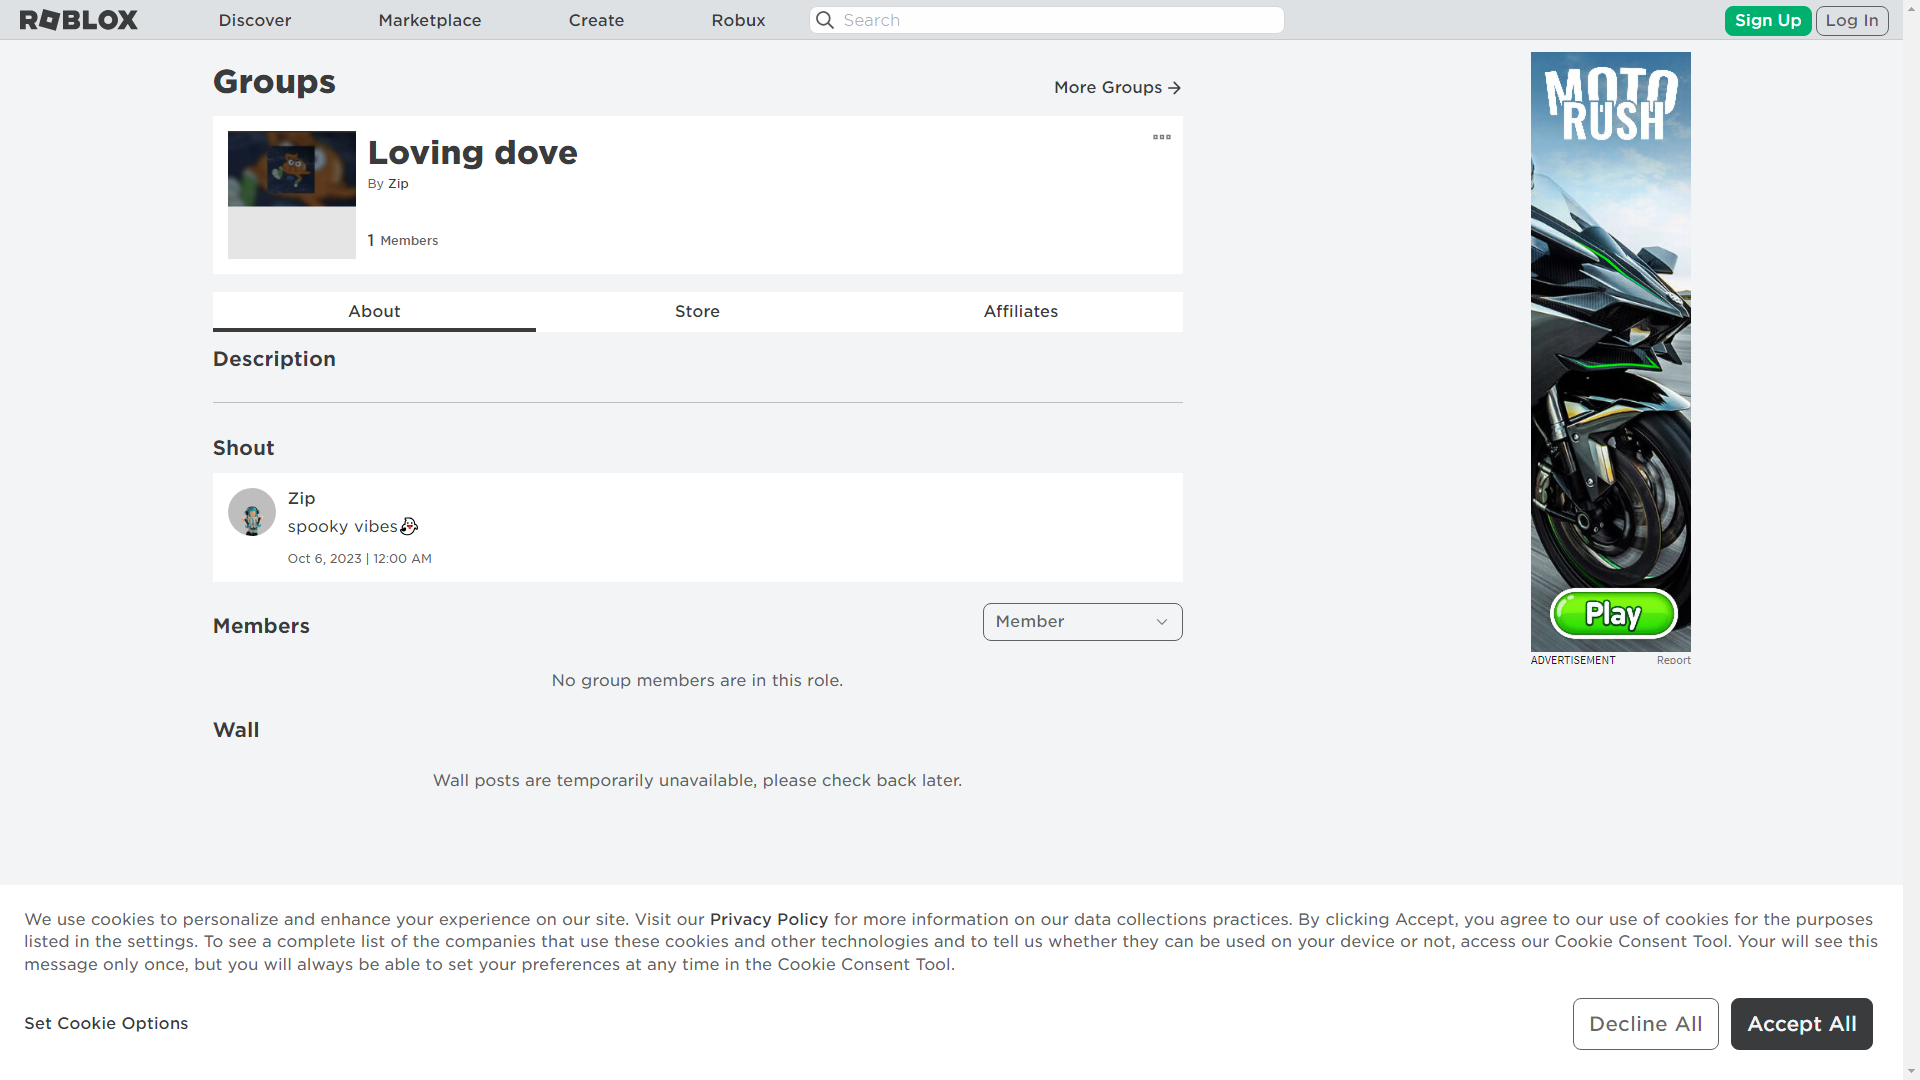 ROBLOX
Discover
Marketplace
Create
Robux
Search
Sign Up
Log In
Groups
More Groups
Loving dove
By Zip
1 Members
About
Store
Affiliates
Description
Shout
Zip
spooky vibes👻
Oct 6, 2023 | 12:00 AM
Members
Member
No group members are in this role.
Wall
Wall posts are temporarily unavailable, please check back later.
MOTO
RUSH
Play
ADVERTISEMENT
Report
We use cookies to personalize and enhance your experience on our site. Visit our Privacy Policy for more information on our data collections practices. By clicking Accept, you agree to our use of cookies for the purposes
listed in the settings. To see a complete list of the companies that use these cookies and other technologies and to tell us whether they can be used on your device or not, access our Cookie Consent Tool. Your will see this
message only once, but you will always be able to set your preferences at any time in the Cookie Consent Tool.
Set Cookie Options
Decline All
Accept All